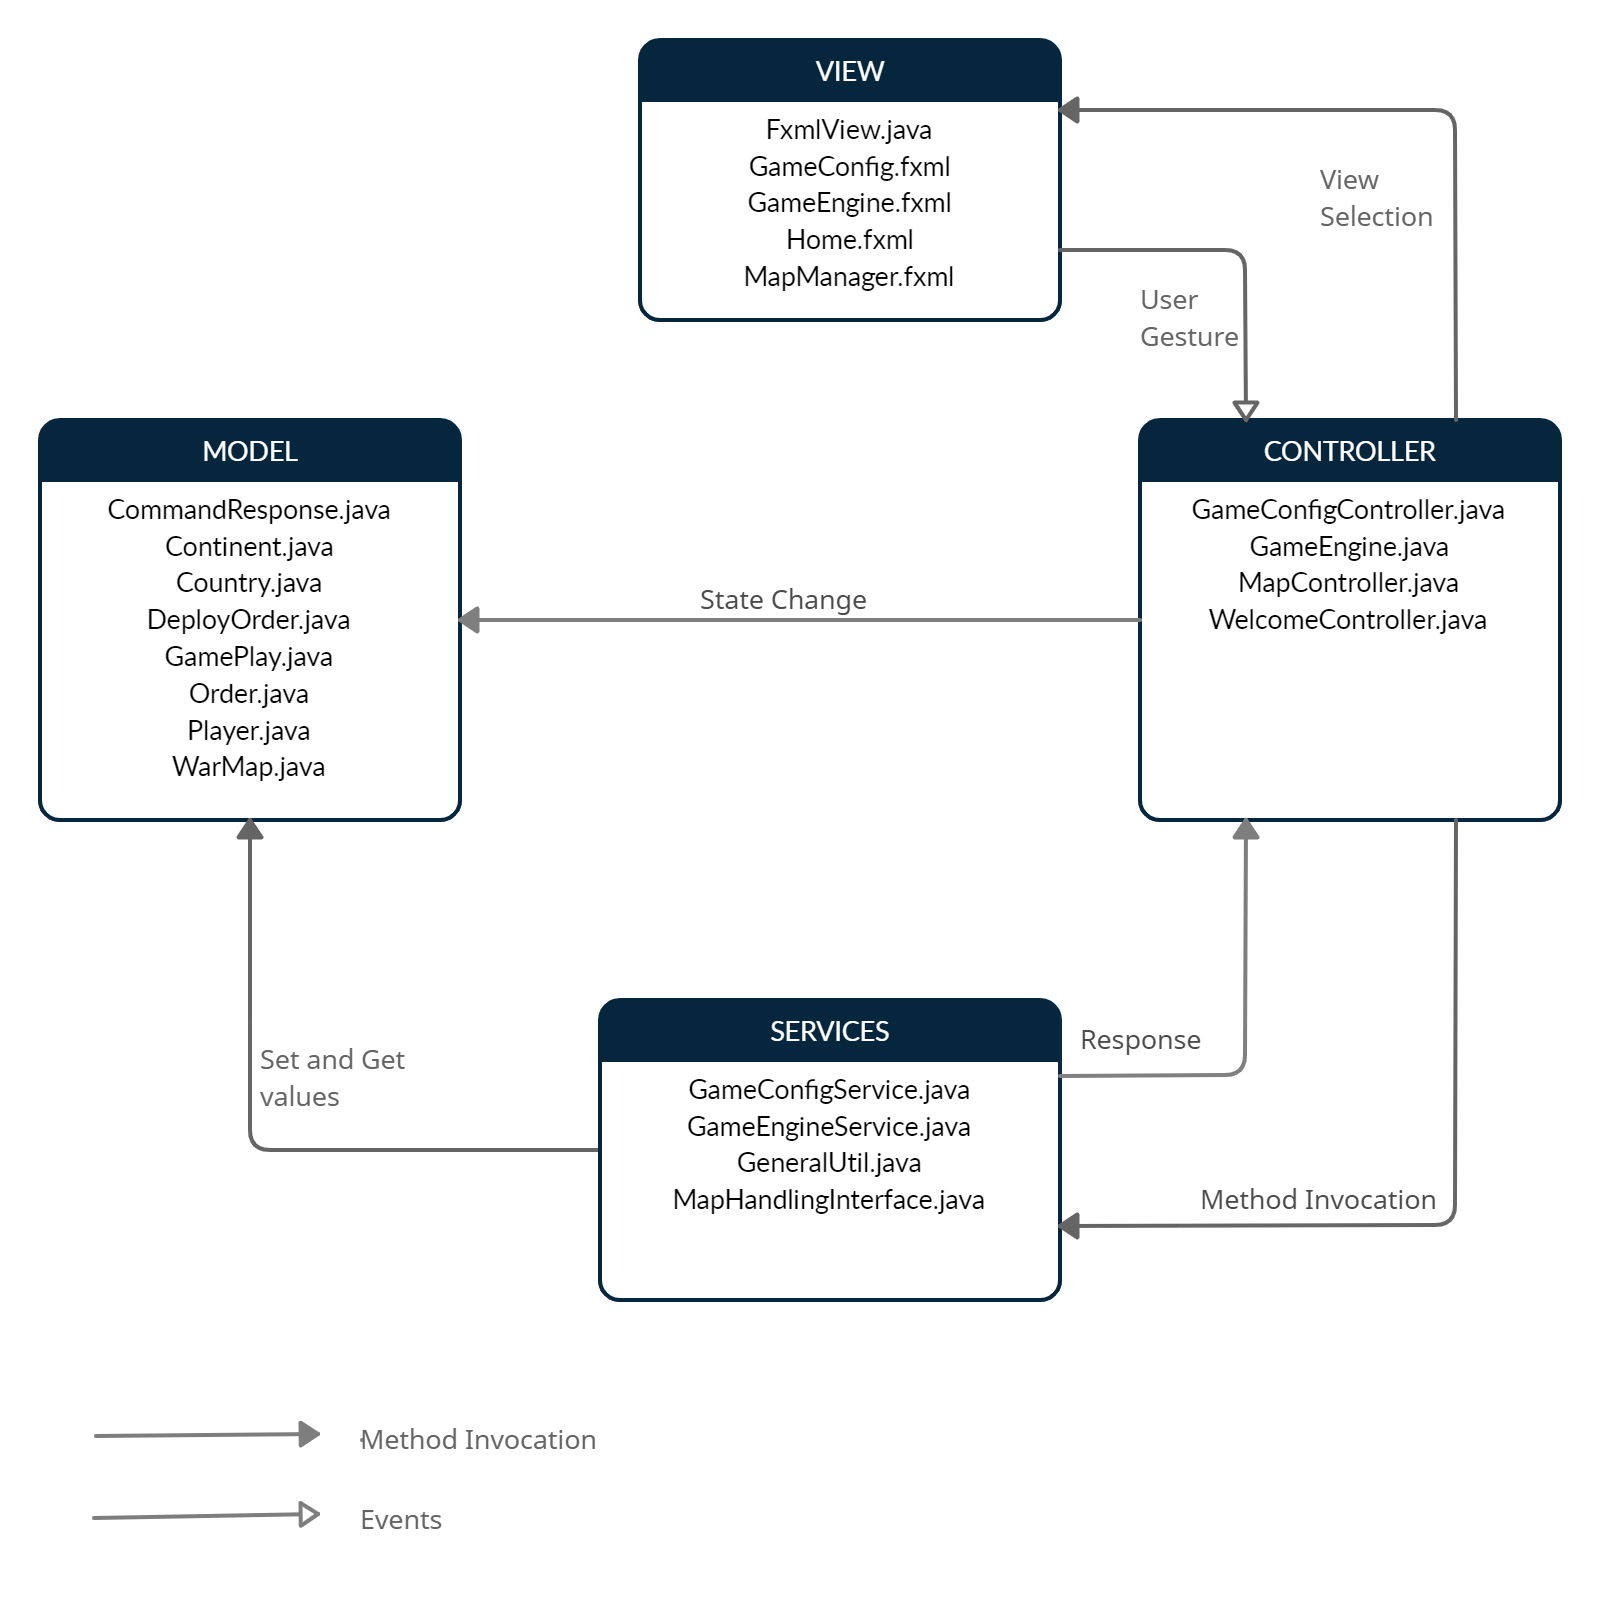 VIEW
FxmlView.java
GameConfig.fxml
GameEngine.fxml
Home.fxml
MapManager.fxml
View
Selection
User
Gesture
MODEL
CommandResponse.java
Continent.java
Country.java
DeployOrder.java
GamePlay.java
Order.java
Player.java
WarMap.java
State Change
CONTROLLER
GameConfigController.java
GameEngine.java
MapController.java
WelcomeController.java
Set and Get
values
SERVICES
GameConfigService.java
GameEngineService.java
GeneralUtil.java
MapHandlingInterface.java
Response
Method Invocation
Method Invocation
Events